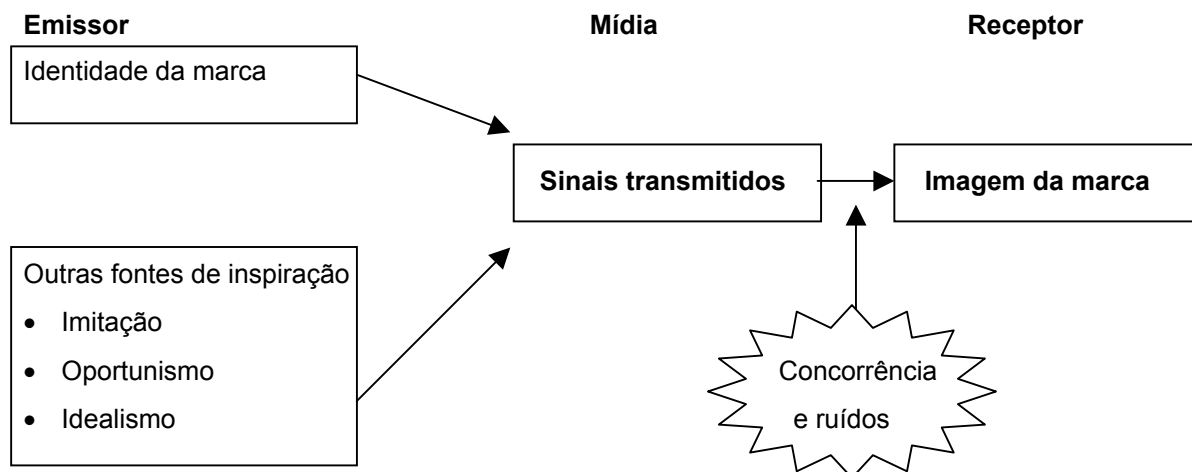 Emissor
Mídia
Receptor
Identidade da marca
Sinais transmitidos
Imagem da marca
Outras fontes de inspiração
• Imitação
• Oportunismo
• Idealismo
Concorrência
e ruídos